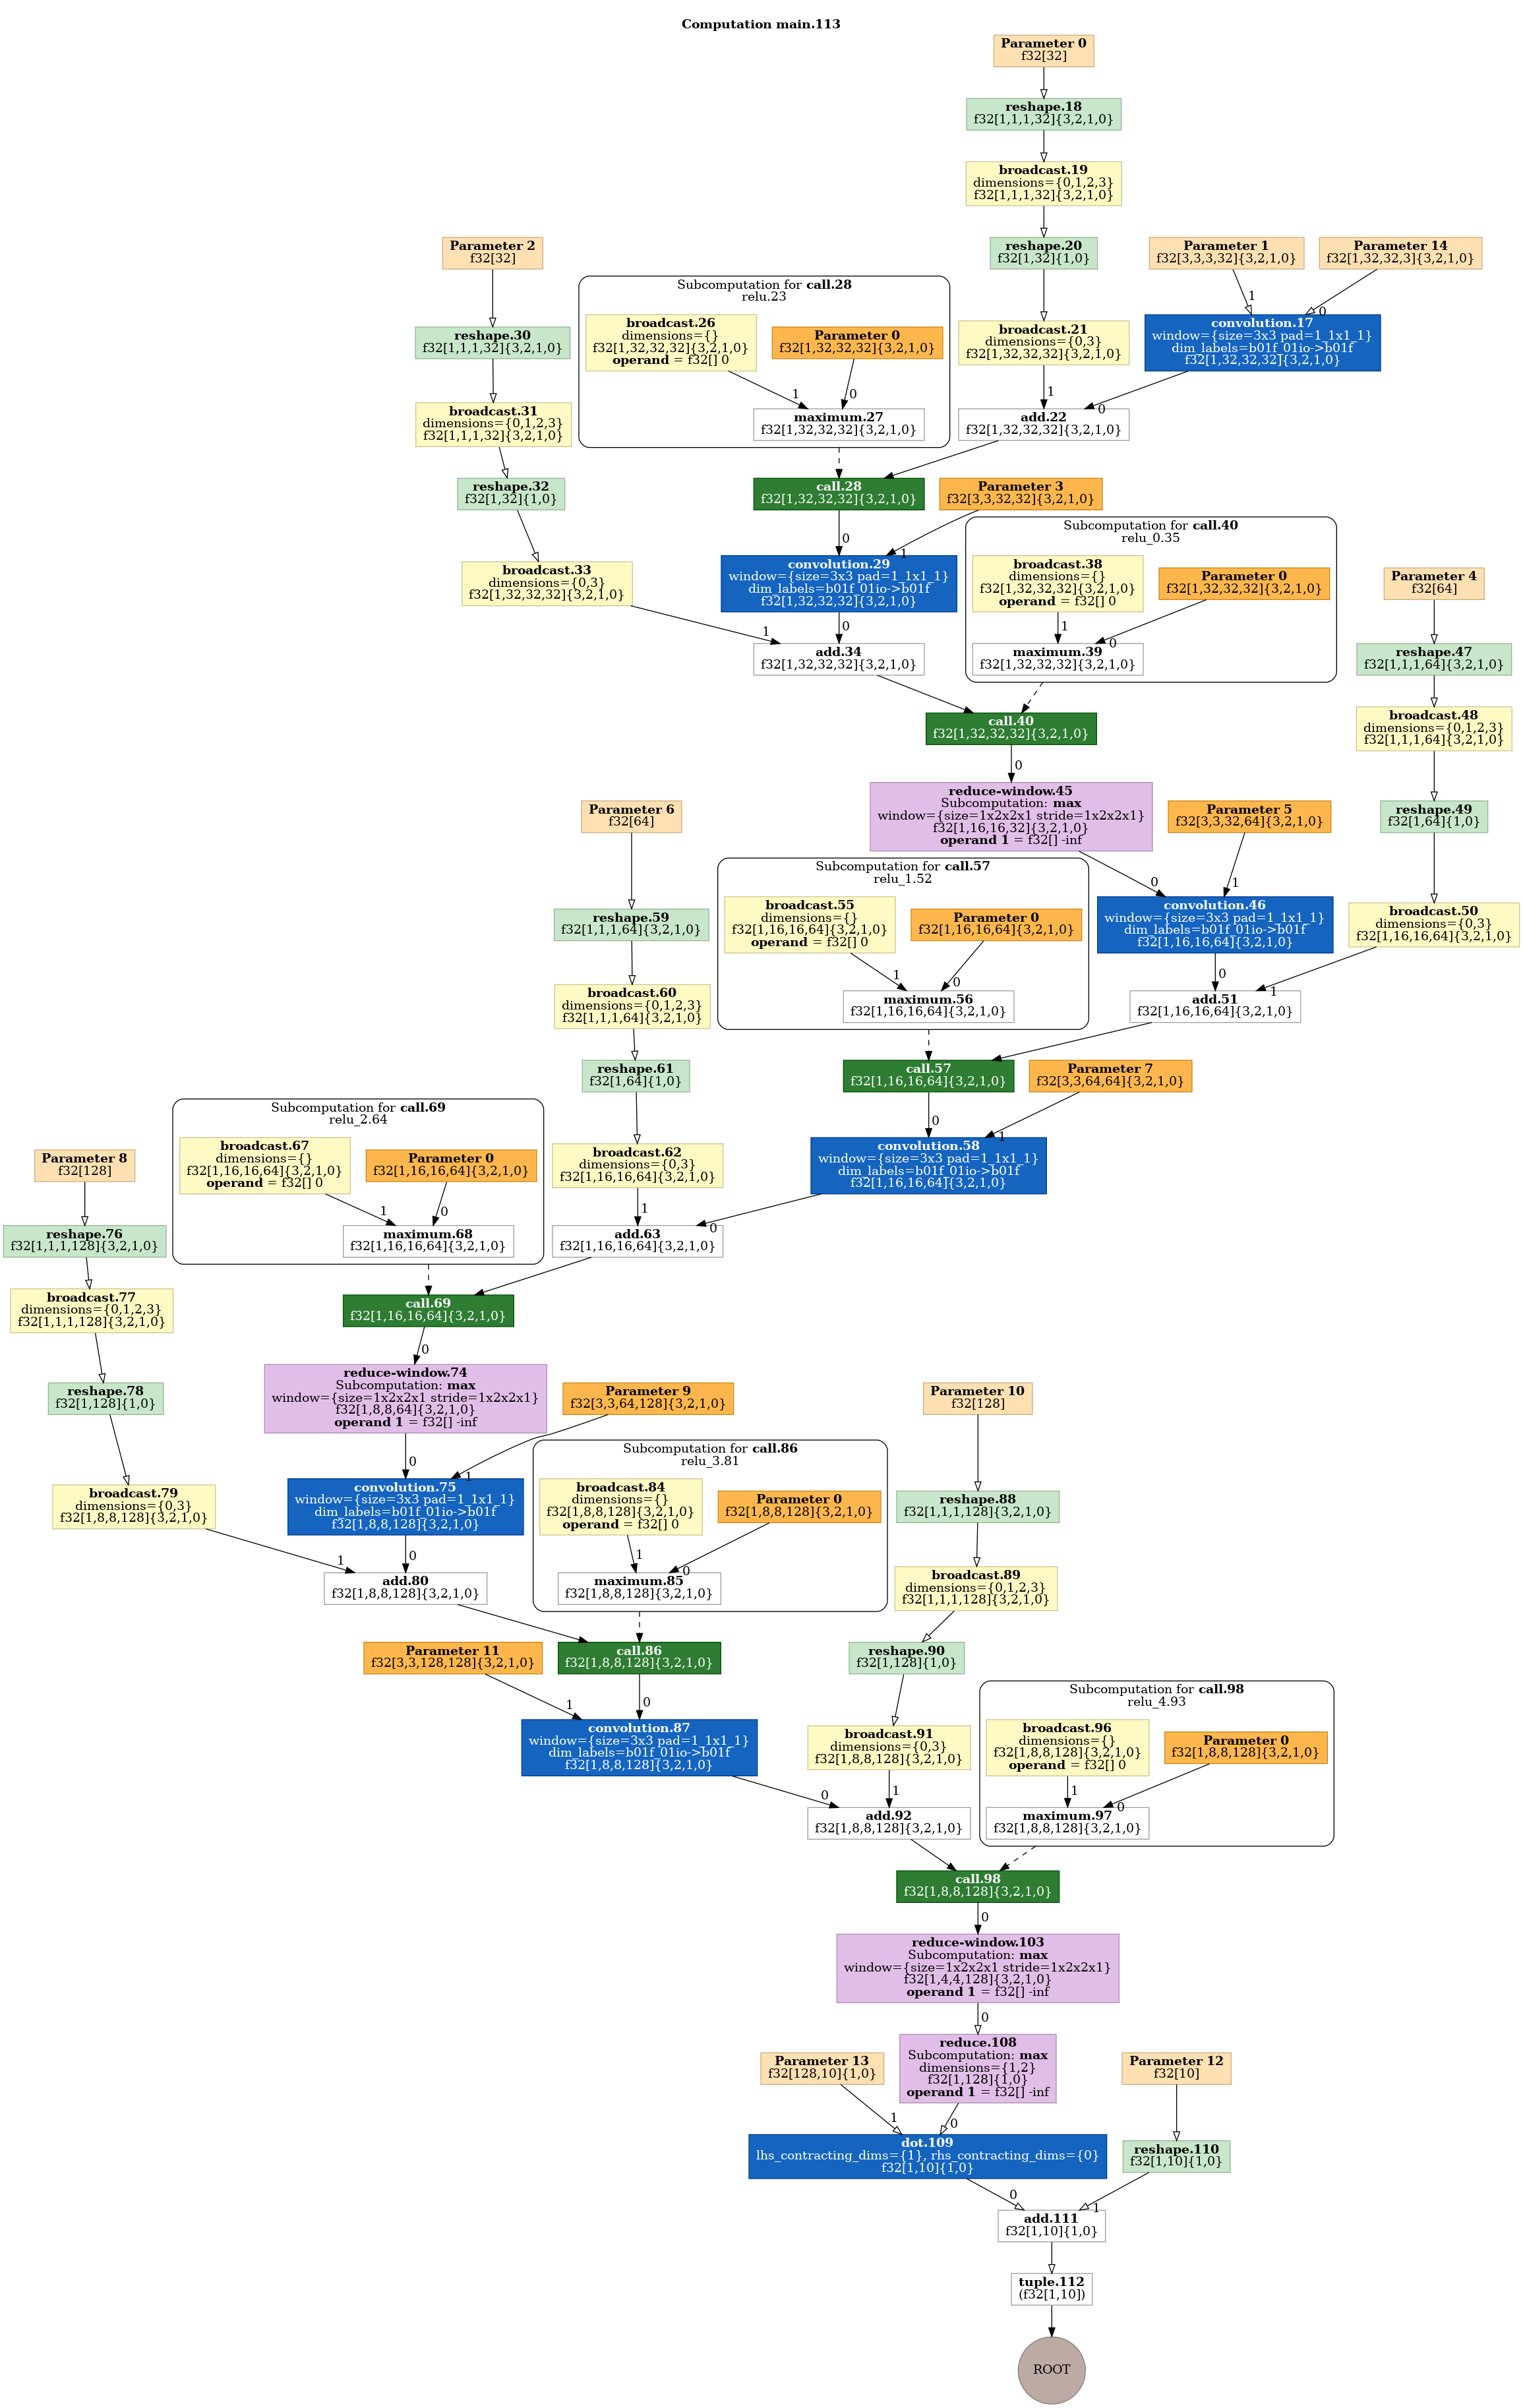 Computation main.113
Parameter 0
f32[32]
reshape.18
f32[1,1,1,32]{3,2,1,0}
broadcast.19
dimensions={0,1,2,3}
f32[1,1,1,32]{3,2,1,0}
Parameter 2
f32[32]
reshape.20
f32[1,32]{1,0}
Parameter 1
f32[3,3,3,32]{3,2,1,0}
Parameter 14
f32[1,32,32,3]{3,2,1,0}
Subcomputation for call.28
relu.23
broadcast.26
dimensions={}
f32[1,32,32,32]{3,2,1,0}
operand = f32[] 0
Parameter 0
f32[1,32,32,32]{3,2,1,0}
1
0
maximum.27
f32[1,32,32,32]{3,2,1,0}
reshape.30
f32[1,1,1,32]{3,2,1,0}
broadcast.21
dimensions={0,3}
f32[1,32,32,32]{3,2,1,0}
1
0
convolution.17
window={size=3x3 pad=1_1x1_1}
dim_labels=b01f_01io->b01f
f32[1,32,32,32]{3,2,1,0}
1
0
add.22
f32[1,32,32,32]{3,2,1,0}
broadcast.31
dimensions={0,1,2,3}
f32[1,1,1,32]{3,2,1,0}
reshape.32
f32[1,32]{1,0}
call.28
f32[1,32,32,32]{3,2,1,0}
Parameter 3
f32[3,3,32,32]{3,2,1,0}
0
1
broadcast.33
dimensions={0,3}
f32[1,32,32,32]{3,2,1,0}
convolution.29
window={size=3x3 pad=1_1x1_1}
dim_labels=b01f_01io->b01f
f32[1,32,32,32]{3,2,1,0}
Subcomputation for call.40
relu_0.35
broadcast.38
dimensions={}
f32[1,32,32,32]{3,2,1,0}
operand = f32[] 0
Parameter 0
f32[1,32,32,32]{3,2,1,0}
1
0
maximum.39
f32[1,32,32,32]{3,2,1,0}
Parameter 4
f32[64]
1
0
add.34
f32[1,32,32,32]{3,2,1,0}
reshape.47
f32[1,1,1,64]{3,2,1,0}
call.40
f32[1,32,32,32]{3,2,1,0}
0
broadcast.48
dimensions={0,1,2,3}
f32[1,1,1,64]{3,2,1,0}
Parameter 6
f32[64]
reduce-window.45
Subcomputation: max
window={size=1x2x2x1 stride=1x2x2x1}
f32[1,16,16,32]{3,2,1,0}
operand 1 = f32[] -inf
Parameter 5
f32[3,3,32,64]{3,2,1,0}
reshape.49
f32[1,64]{1,0}
Subcomputation for call.57
relu_1.52
broadcast.55
dimensions={}
f32[1,16,16,64]{3,2,1,0}
operand = f32[] 0
Parameter 0
f32[1,16,16,64]{3,2,1,0}
1
0
maximum.56
f32[1,16,16,64]{3,2,1,0}
0
1
convolution.46
window={size=3x3 pad=1_1x1_1}
dim_labels=b01f_01io->b01f
f32[1,16,16,64]{3,2,1,0}
broadcast.50
dimensions={0,3}
f32[1,16,16,64]{3,2,1,0}
reshape.59
f32[1,1,1,64]{3,2,1,0}
0
1
add.51
f32[1,16,16,64]{3,2,1,0}
broadcast.60
dimensions={0,1,2,3}
f32[1,1,1,64]{3,2,1,0}
reshape.61
f32[1,64]{1,0}
call.57
f32[1,16,16,64]{3,2,1,0}
Parameter 7
f32[3,3,64,64]{3,2,1,0}
0
1
Subcomputation for call.69
relu_2.64
broadcast.67
dimensions={}
f32[1,16,16,64]{3,2,1,0}
operand = f32[] 0
Parameter 0
f32[1,16,16,64]{3,2,1,0}
1
0
maximum.68
f32[1,16,16,64]{3,2,1,0}
Parameter 8
f32[128]
broadcast.62
dimensions={0,3}
f32[1,16,16,64]{3,2,1,0}
convolution.58
window={size=3x3 pad=1_1x1_1}
dim_labels=b01f_01io->b01f
f32[1,16,16,64]{3,2,1,0}
1
0
reshape.76
f32[1,1,1,128]{3,2,1,0}
add.63
f32[1,16,16,64]{3,2,1,0}
broadcast.77
dimensions={0,1,2,3}
f32[1,1,1,128]{3,2,1,0}
call.69
f32[1,16,16,64]{3,2,1,0}
0
reshape.78
f32[1,128]{1,0}
reduce-window.74
Subcomputation: max
window={size=1x2x2x1 stride=1x2x2x1}
f32[1,8,8,64]{3,2,1,0}
operand 1 = f32[] -inf
Parameter 9
f32[3,3,64,128]{3,2,1,0}
Parameter 10
f32[128]
0
1
broadcast.79
dimensions={0,3}
f32[1,8,8,128]{3,2,1,0}
convolution.75
window={size=3x3 pad=1_1x1_1}
dim_labels=b01f_01io->b01f
f32[1,8,8,128]{3,2,1,0}
Subcomputation for call.86
relu_3.81
broadcast.84
dimensions={}
f32[1,8,8,128]{3,2,1,0}
operand = f32[] 0
Parameter 0
f32[1,8,8,128]{3,2,1,0}
1
0
maximum.85
f32[1,8,8,128]{3,2,1,0}
reshape.88
f32[1,1,1,128]{3,2,1,0}
1
0
add.80
f32[1,8,8,128]{3,2,1,0}
broadcast.89
dimensions={0,1,2,3}
f32[1,1,1,128]{3,2,1,0}
Parameter 11
f32[3,3,128,128]{3,2,1,0}
call.86
f32[1,8,8,128]{3,2,1,0}
reshape.90
f32[1,128]{1,0}
1
0
convolution.87
window={size=3x3 pad=1_1x1_1}
dim_labels=b01f_01io->b01f
f32[1,8,8,128]{3,2,1,0}
broadcast.91
dimensions={0,3}
f32[1,8,8,128]{3,2,1,0}
Subcomputation for call.98
relu_4.93
broadcast.96
dimensions={}
f32[1,8,8,128]{3,2,1,0}
operand = f32[] 0
Parameter 0
f32[1,8,8,128]{3,2,1,0}
1
0
maximum.97
f32[1,8,8,128]{3,2,1,0}
0
1
add.92
f32[1,8,8,128]{3,2,1,0}
call.98
f32[1,8,8,128]{3,2,1,0}
0
reduce-window.103
Subcomputation: max
window={size=1x2x2x1 stride=1x2x2x1}
f32[1,4,4,128]{3,2,1,0}
operand 1 = f32[] -inf
0
Parameter 13
f32[128,10]{1,0}
reduce.108
Subcomputation: max
dimensions={1,2}
f32[1,128]{1,0}
operand 1 = f32[] -inf
Parameter 12
f32[10]
1
0
dot.109
lhs_contracting_dims={1}, rhs_contracting_dims={0}
f32[1,10]{1,0}
reshape.110
f32[1,10]{1,0}
0
1
add.111
f32[1,10]{1,0}
tuple.112
(f32[1,10])
ROOT